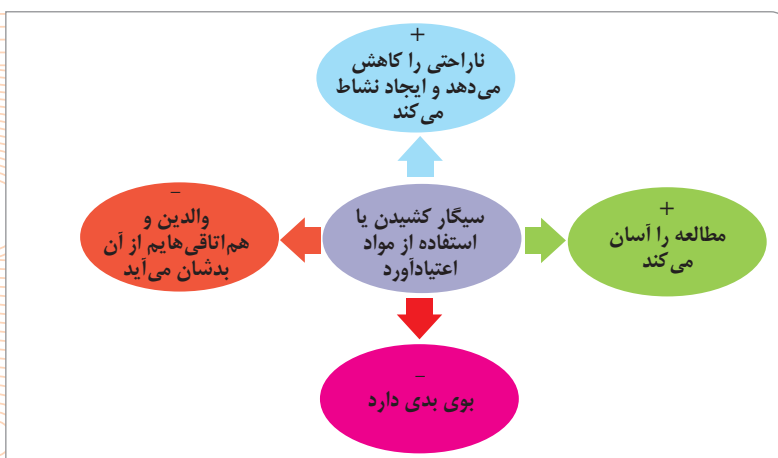 +
ناراحتی را کاهش
می‌دهد و ایجاد نشاط
می‌کند
+
مطالعه را آسان
می‌کند
سیگار کشیدن یا
استفاده از مواد
اعتیادآورد
–
والدین و
هم‌اتاقی‌هایم از آن
بدشان می‌آید
–
بوی بدی دارد